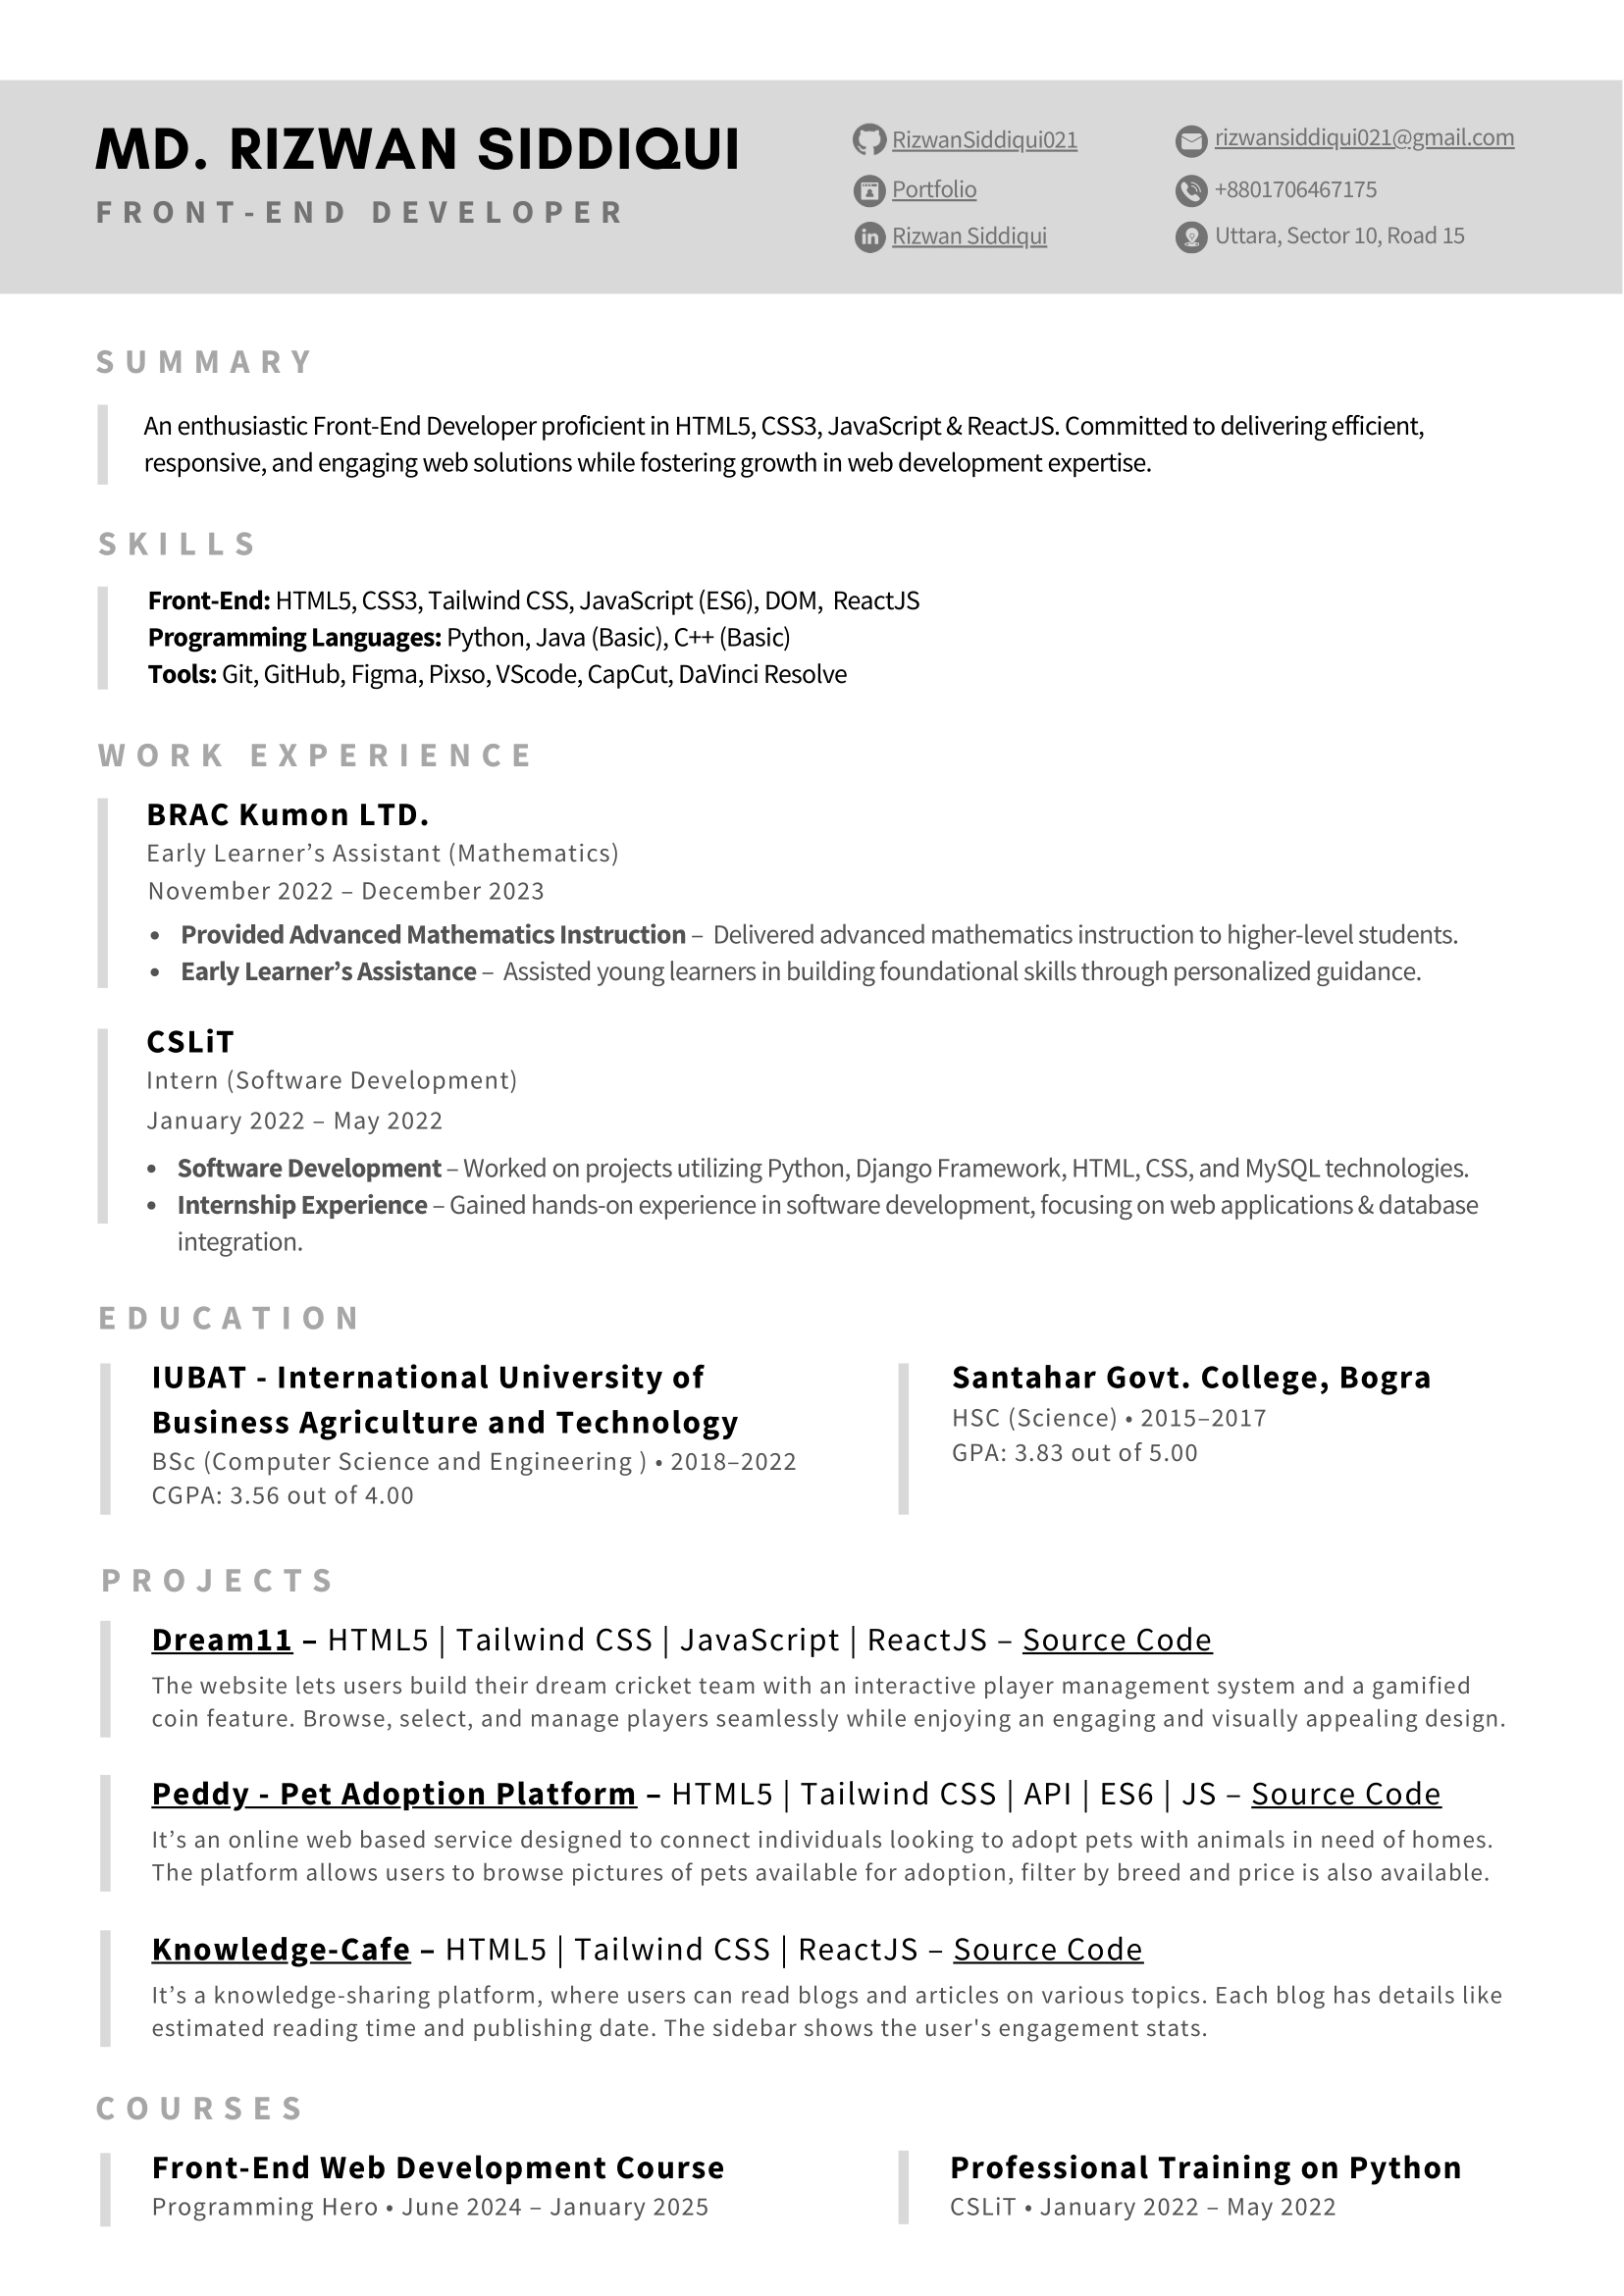 MD. RIZWAN SIDDIQUI
FRONT-END DEVELOPER
RizwanSiddiqui021
Portfolio
Rizwan Siddiqui
rizwansiddiqui021@gmail.com
+8801706467175
Uttara, Sector 10, Road 15
SUMMARY
An enthusiastic Front-End Developer proficient in HTML5, CSS3, JavaScript & ReactJS. Committed to delivering efficient,
responsive, and engaging web solutions while fostering growth in web development expertise.
SKILLS
Front-End: HTML5, CSS3, Tailwind CSS, JavaScript (ES6), DOM, ReactJS
Programming Languages: Python, Java (Basic), C++ (Basic)
Tools: Git, GitHub, Figma, Pixso, VScode, CapCut, DaVinci Resolve
WORK EXPERIENCE
BRAC Kumon LTD.
Early Learner’s Assistant (Mathematics)
November 2022 – December 2023
• Provided Advanced Mathematics Instruction – Delivered advanced mathematics instruction to higher-level students.
• Early Learner’s Assistance – Assisted young learners in building foundational skills through personalized guidance.
CSLiT
Intern (Software Development)
January 2022 – May 2022
• Software Development – Worked on projects utilizing Python, Django Framework, HTML, CSS, and MySQL technologies.
• Internship Experience – Gained hands-on experience in software development, focusing on web applications & database
integration.
EDUCATION
IUBAT - International University of
Business Agriculture and Technology
BSc (Computer Science and Engineering ) • 2018–2022
CGPA: 3.56 out of 4.00
Santahar Govt. College, Bogra
HSC (Science) • 2015–2017
GPA: 3.83 out of 5.00
PROJECTS
Dream11 – HTML5 | Tailwind CSS | JavaScript | ReactJS – Source Code
The website lets users build their dream cricket team with an interactive player management system and a gamified
coin feature. Browse, select, and manage players seamlessly while enjoying an engaging and visually appealing design.
Peddy - Pet Adoption Platform – HTML5 | Tailwind CSS | API | ES6 | JS – Source Code
It’s an online web based service designed to connect individuals looking to adopt pets with animals in need of homes.
The platform allows users to browse pictures of pets available for adoption, filter by breed and price is also available.
Knowledge-Cafe – HTML5 | Tailwind CSS | ReactJS – Source Code
It’s a knowledge-sharing platform, where users can read blogs and articles on various topics. Each blog has details like
estimated reading time and publishing date. The sidebar shows the user's engagement stats.
COURSES
Front-End Web Development Course
Programming Hero • June 2024 – January 2025
Professional Training on Python
CSLiT • January 2022 – May 2022